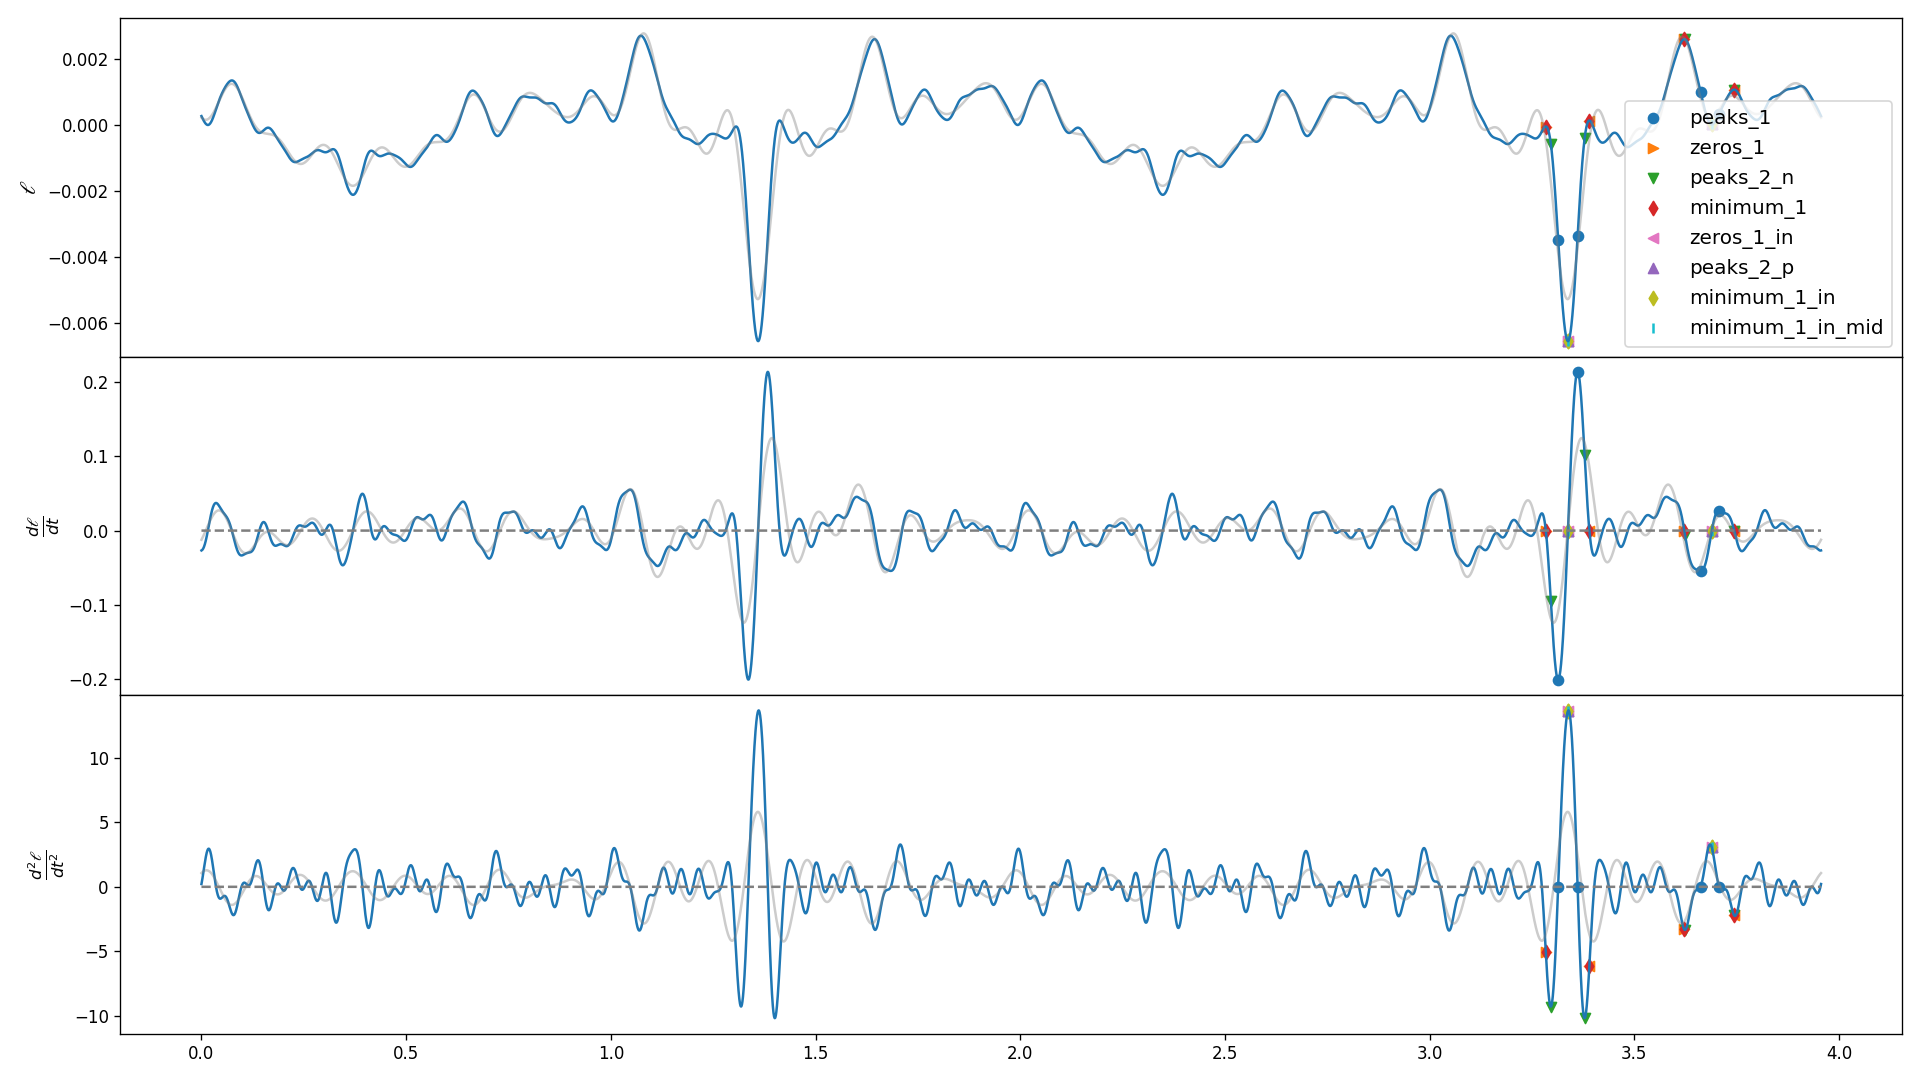 0.002
0.000
−0.002
−0.004
−0.006
ℓ
peaks_1
zeros_1
peaks_2_n
minimum_1
zeros_1_in
peaks_2_p
minimum_1_in
minimum_1_in_mid
0.2
0.1
0.0
−0.1
−0.2
dℓ/dt
10
5
0
−5
−10
d²ℓ/dt²
0.0 0.5 1.0 1.5 2.0 2.5 3.0 3.5 4.0